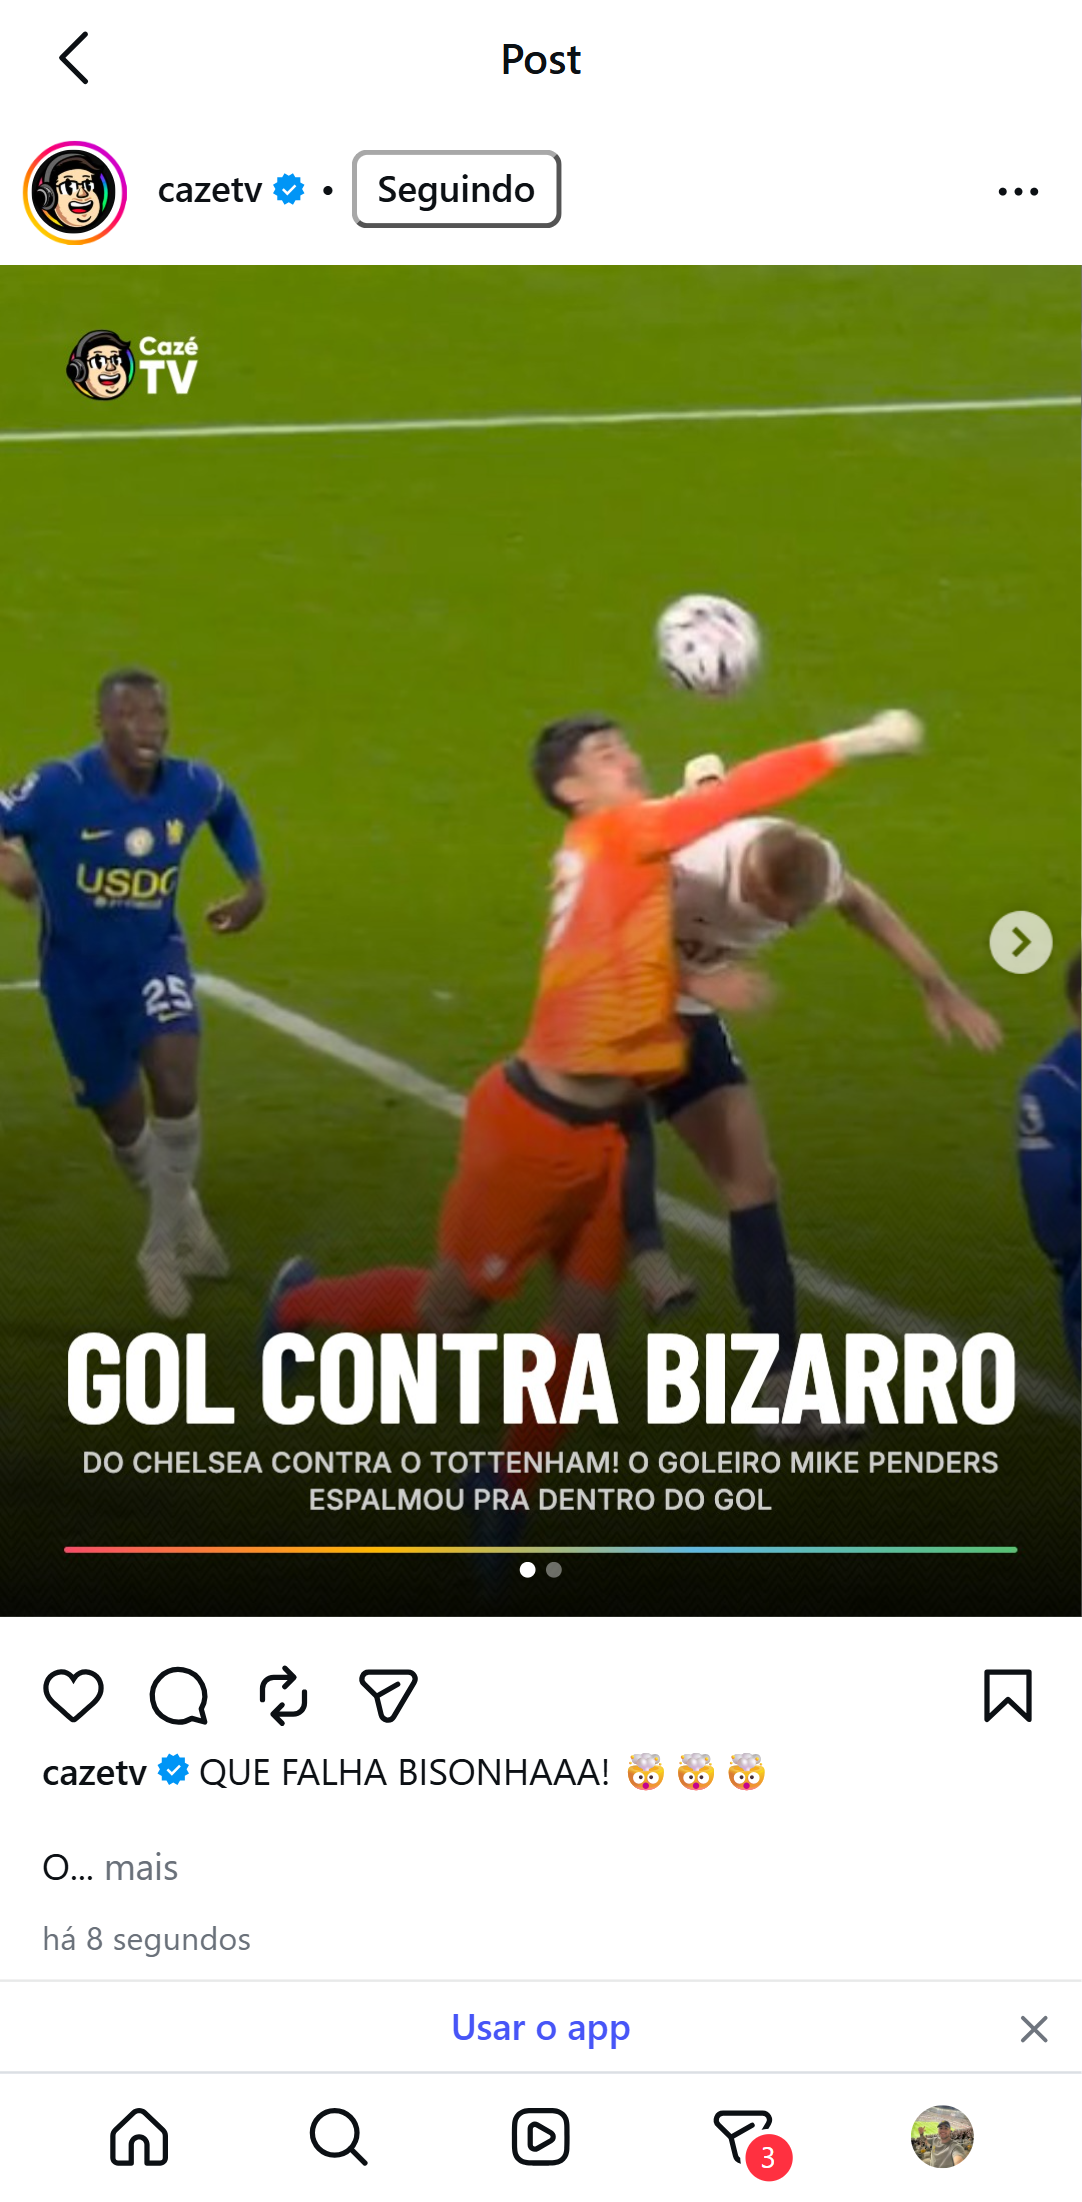 Post
cazetv • Seguindo
Cazé
TV
USDC
25
GOL CONTRA BIZARRO
DO CHELSEA CONTRA O TOTTENHAM! O GOLEIRO MIKE PENDERS
ESPALMOU PRA DENTRO DO GOL
cazetv QUE FALHA BISONHAAA! 🤯 🤯 🤯
O... mais
há 8 segundos
Usar o app
3